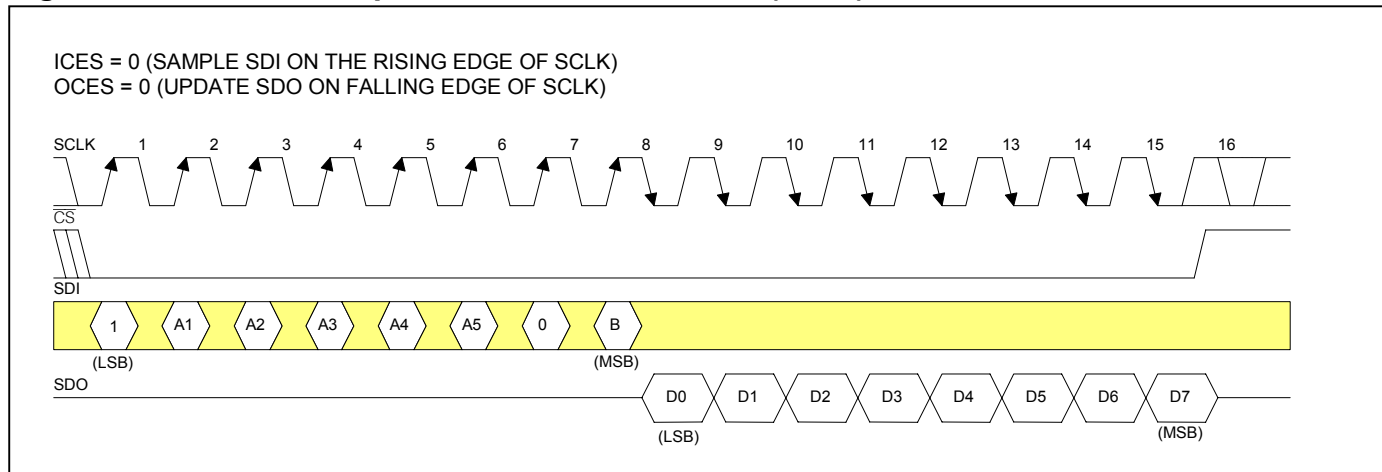 ICES = 0 (SAMPLE SDI ON THE RISING EDGE OF SCLK)
OCES = 0 (UPDATE SDO ON FALLING EDGE OF SCLK)
SCLK 1 2 3 4 5 6 7 8 9 10 11 12 13 14 15 16
CS
SDI
1 A1 A2 A3 A4 A5 0 B
(LSB) (MSB)
SDO
D0 D1 D2 D3 D4 D5 D6 D7
(LSB) (MSB)